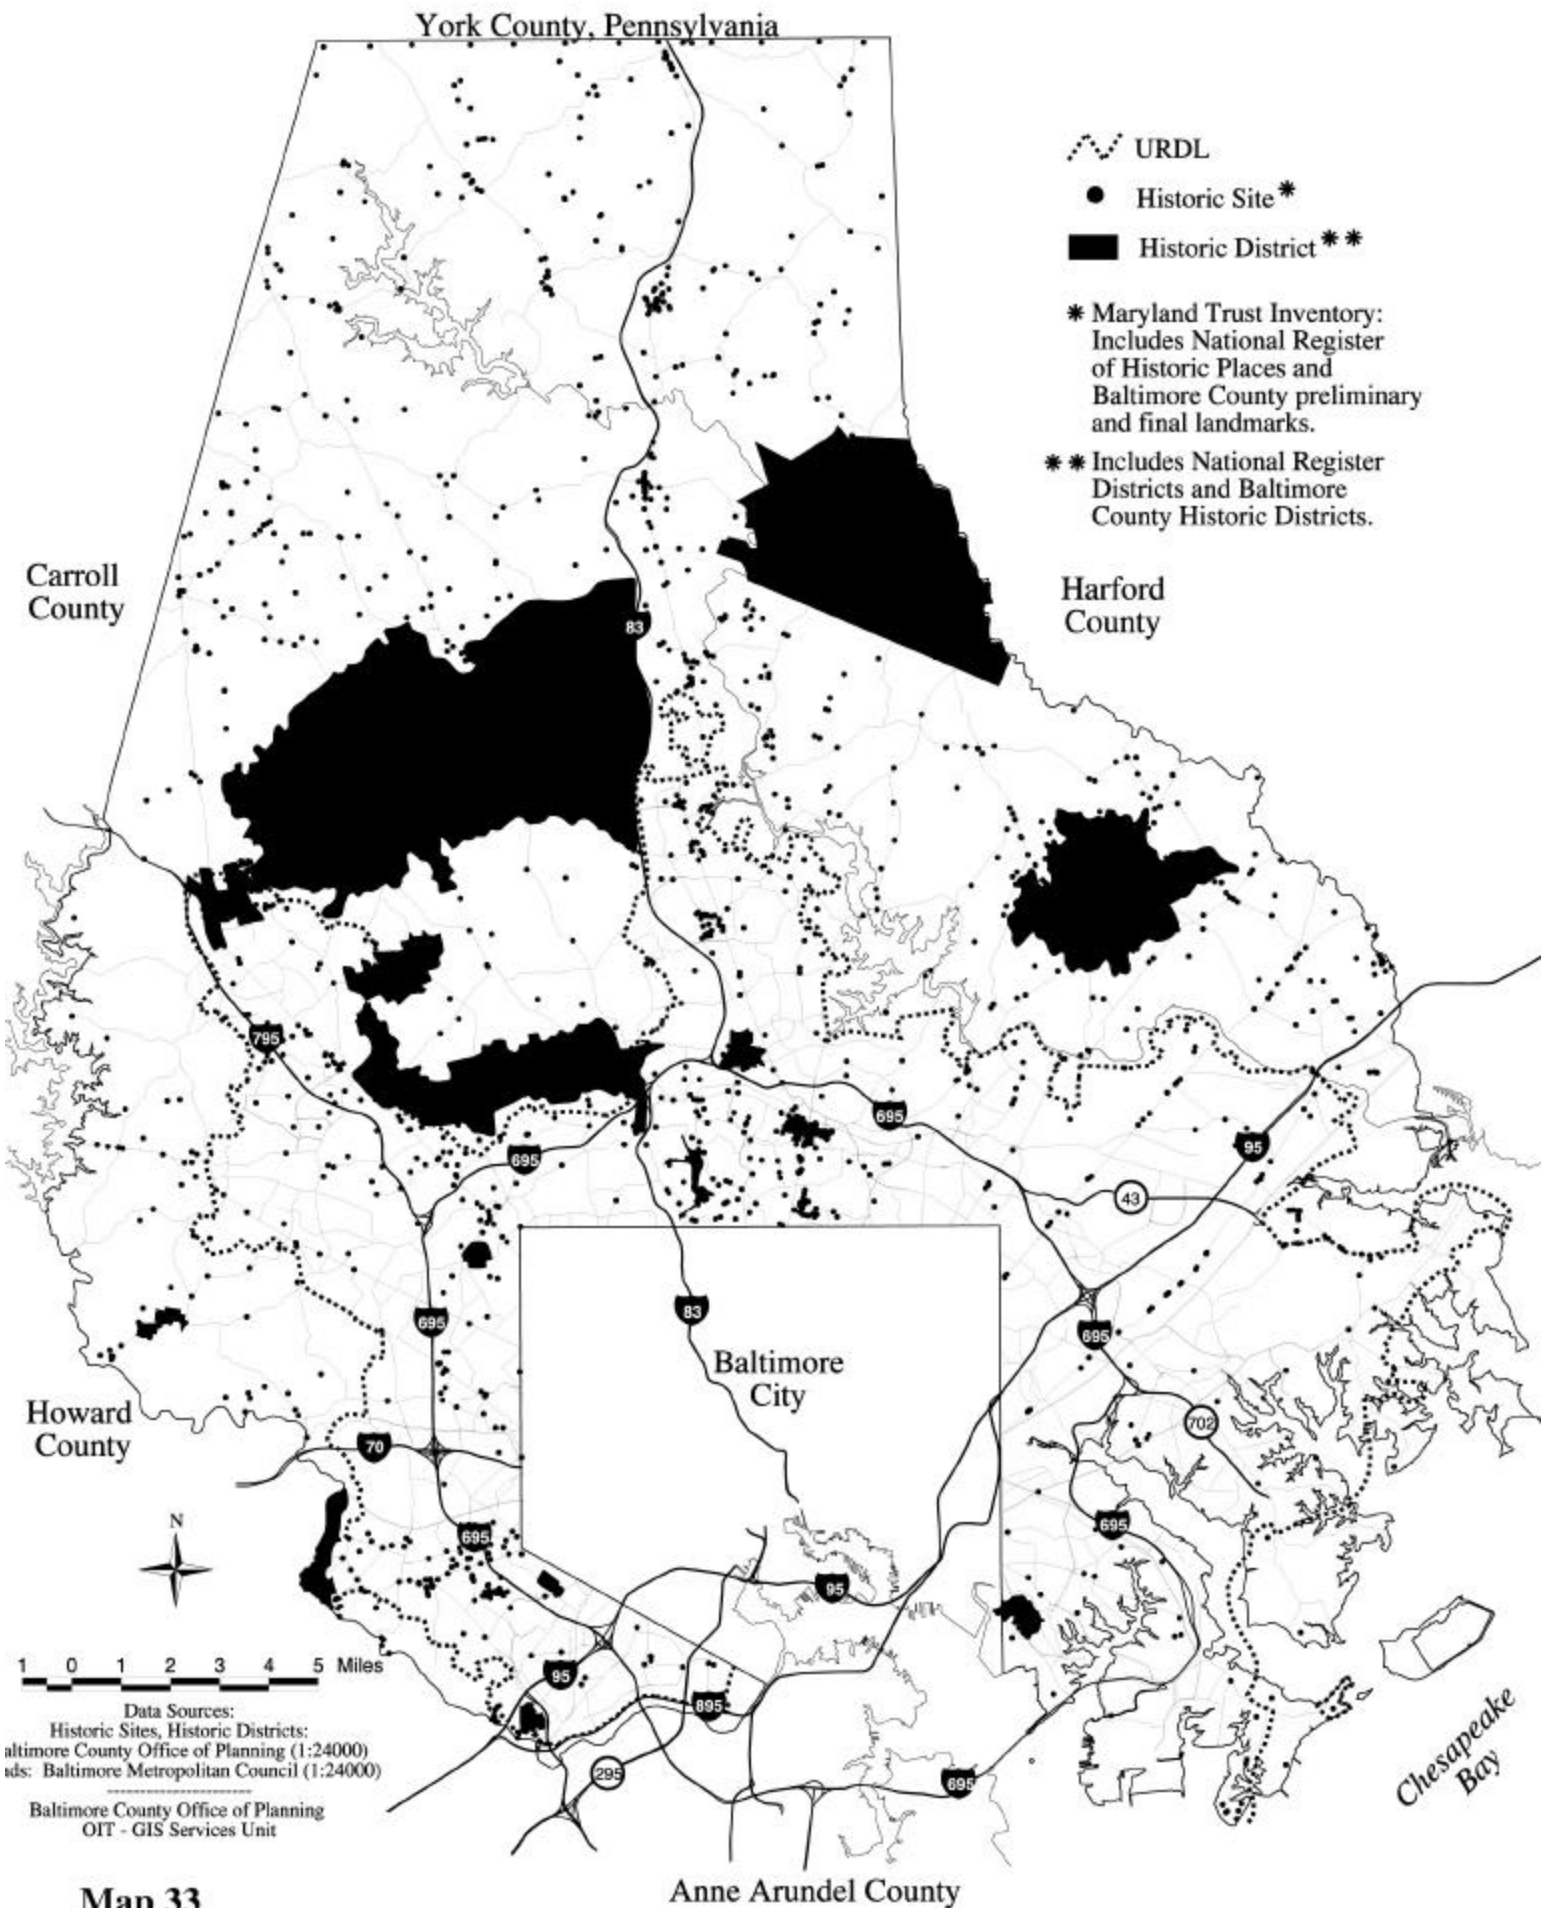 York County, Pennsylvania
URDL
Historic Site *
Historic District **
* Maryland Trust Inventory:
Includes National Register
of Historic Places and
Baltimore County preliminary
and final landmarks.
** Includes National Register
Districts and Baltimore
County Historic Districts.
Carroll
County
Harford
County
83
795
695
695
95
43
83
695
695
Baltimore
City
Howard
County
70
702
N
695
695
95
1 0 1 2 3 4 5 Miles
95
895
Data Sources:
Historic Sites, Historic Districts:
altimore County Office of Planning (1:24000)
ads: Baltimore Metropolitan Council (1:24000)
295
695
Chesapeake
Bay
Baltimore County Office of Planning
OIT - GIS Services Unit
Map 33
Anne Arundel County